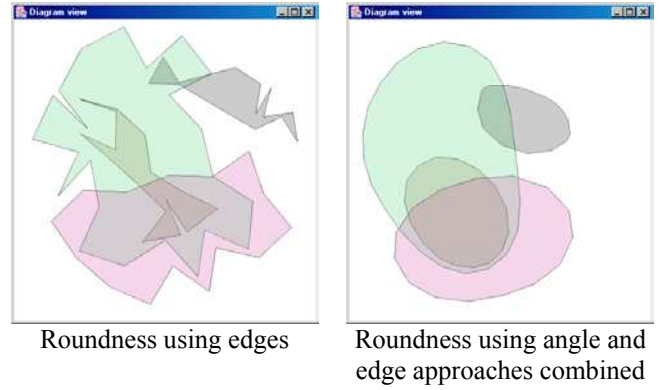 Diagram view
Diagram view
Roundness using edges
Roundness using angle and
edge approaches combined